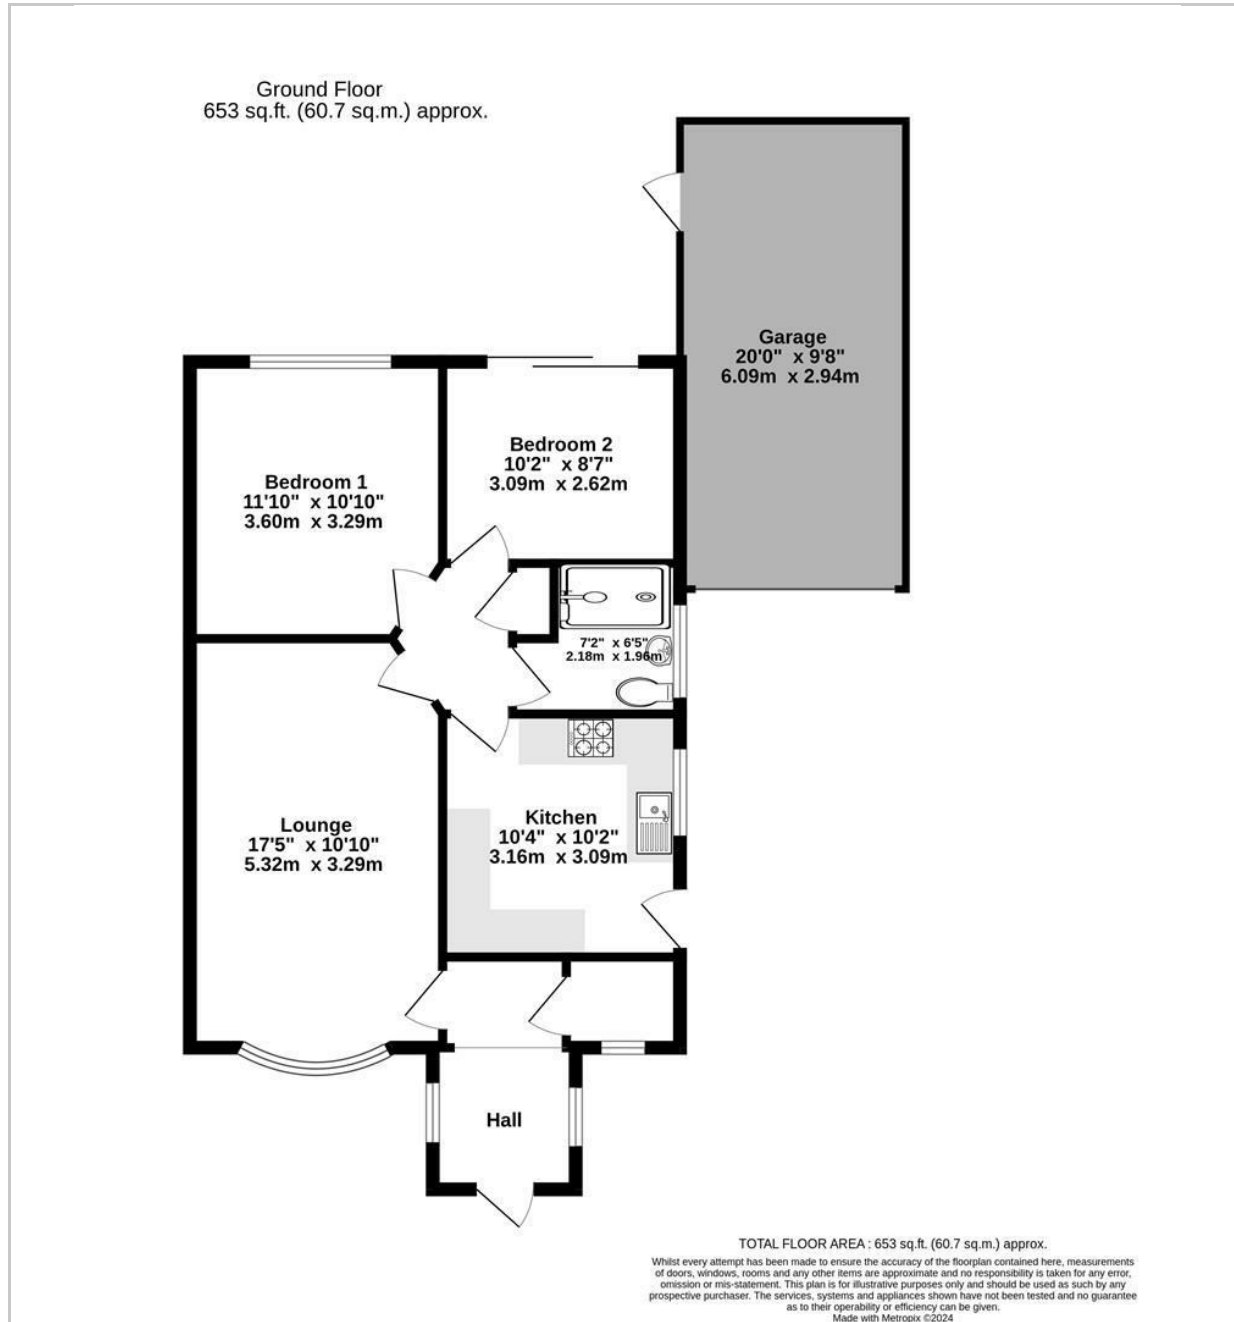 Ground Floor
653 sq.ft. (60.7 sq.m.) approx.
Garage
20'0" x 9'8"
6.09m x 2.94m
Bedroom 2
10'2" x 8'7"
3.09m x 2.62m
Bedroom 1
11'10" x 10'10"
3.60m x 3.29m
7'2" x 6'5"
2.18m x 1.96m
Lounge
17'5" x 10'10"
5.32m x 3.29m
Kitchen
10'4" x 10'2"
3.16m x 3.09m
Hall
TOTAL FLOOR AREA : 653 sq.ft. (60.7 sq.m.) approx.
Whilst every attempt has been made to ensure the accuracy of the floorplan contained here, measurements
of doors, windows, rooms and any other items are approximate and no responsibility is taken for any error,
omission or mis-statement. This plan is for illustrative purposes only and should be used as such by any
prospective purchaser. The services, systems and appliances shown have not been tested and no guarantee
as to their operability or efficiency can be given.
Made with Metropix ©2024